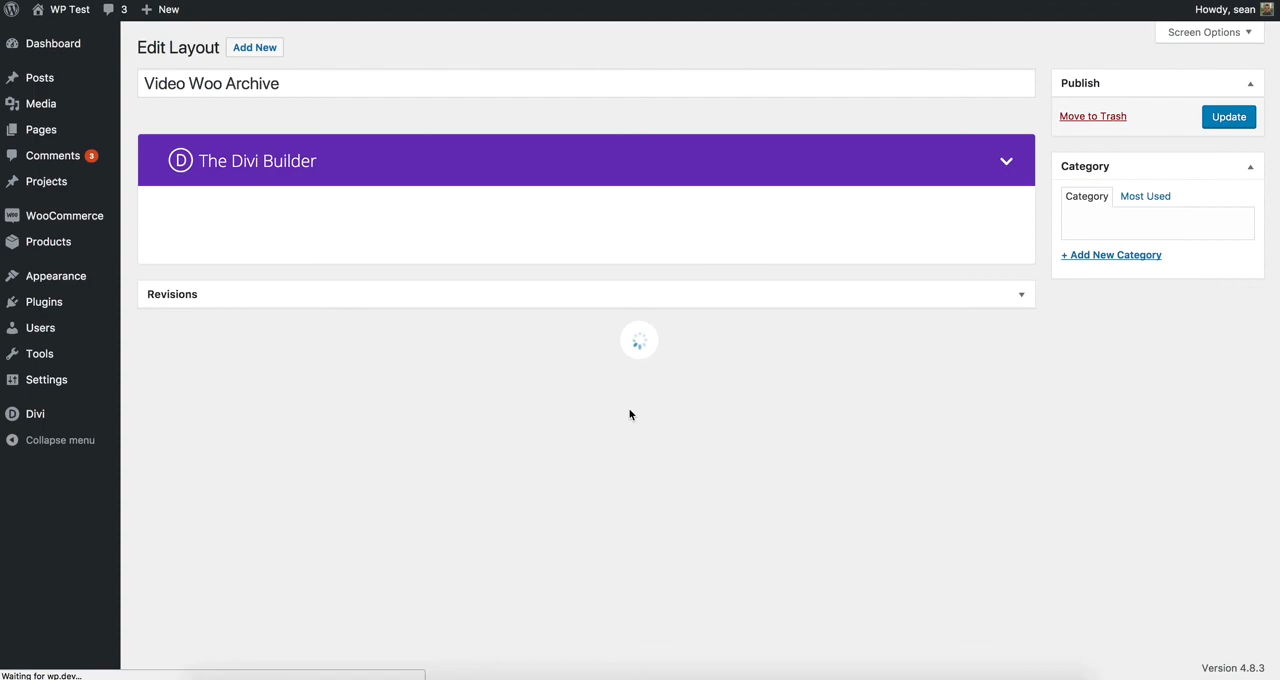 WP Test
3
New
Howdy, sean
Screen Options
Dashboard
Posts
Media
Pages
Comments 3
Projects
WooCommerce
Products
Appearance
Plugins
Users
Tools
Settings
Divi
Collapse menu
Edit Layout
Add New
Video Woo Archive
D The Divi Builder
Revisions
Publish
Move to Trash
Update
Category
Category Most Used
+ Add New Category
Version 4.8.3
Waiting for wp.dev...